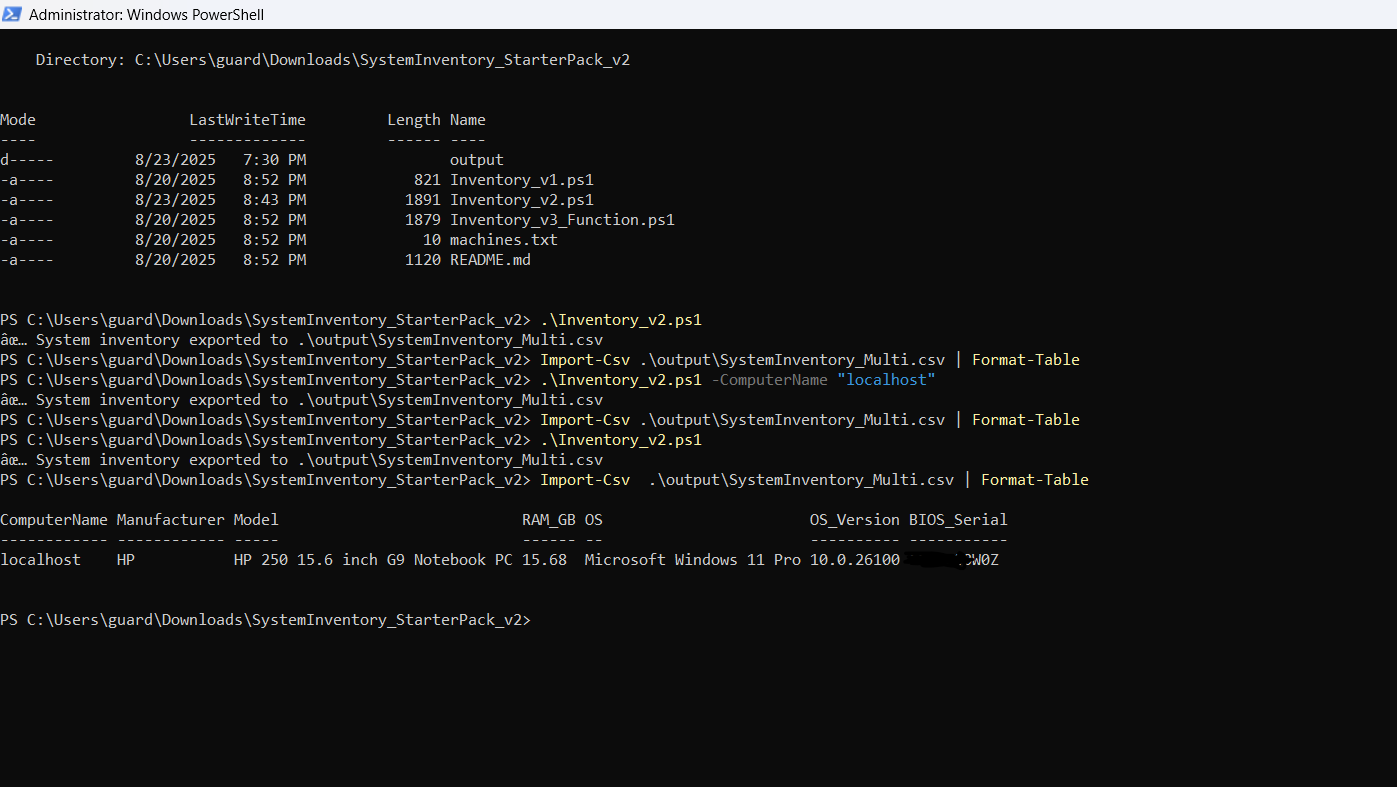 Administrator: Windows PowerShell
Directory: C:\Users\guard\Downloads\SystemInventory_StarterPack_v2
Mode LastWriteTime Length Name
---- ------------- ------ ----
d----- 8/23/2025 7:30 PM output
-a---- 8/20/2025 8:52 PM 821 Inventory_v1.ps1
-a---- 8/23/2025 8:43 PM 1891 Inventory_v2.ps1
-a---- 8/20/2025 8:52 PM 1879 Inventory_v3_Function.ps1
-a---- 8/20/2025 8:52 PM 10 machines.txt
-a---- 8/20/2025 8:52 PM 1120 README.md
PS C:\Users\guard\Downloads\SystemInventory_StarterPack_v2> .\Inventory_v2.ps1
âœ… System inventory exported to .\output\SystemInventory_Multi.csv
PS C:\Users\guard\Downloads\SystemInventory_StarterPack_v2> Import-Csv .\output\SystemInventory_Multi.csv | Format-Table
PS C:\Users\guard\Downloads\SystemInventory_StarterPack_v2> .\Inventory_v2.ps1 -ComputerName "localhost"
âœ… System inventory exported to .\output\SystemInventory_Multi.csv
PS C:\Users\guard\Downloads\SystemInventory_StarterPack_v2> Import-Csv .\output\SystemInventory_Multi.csv | Format-Table
PS C:\Users\guard\Downloads\SystemInventory_StarterPack_v2> .\Inventory_v2.ps1
âœ… System inventory exported to .\output\SystemInventory_Multi.csv
PS C:\Users\guard\Downloads\SystemInventory_StarterPack_v2> Import-Csv  .\output\SystemInventory_Multi.csv | Format-Table
ComputerName Manufacturer Model RAM_GB OS OS_Version BIOS_Serial
------------ ------------ ----- ------ -- ---------- -----------
localhost HP HP 250 15.6 inch G9 Notebook PC 15.68 Microsoft Windows 11 Pro 10.0.26100
PS C:\Users\guard\Downloads\SystemInventory_StarterPack_v2>